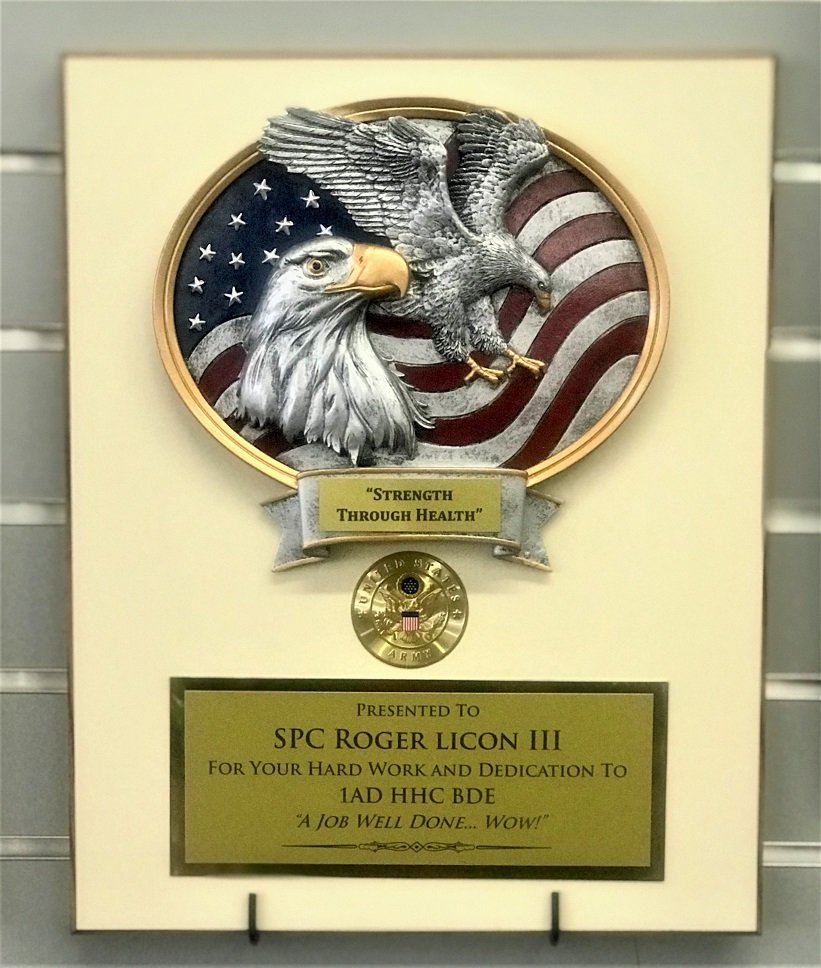 “STRENGTH
THROUGH HEALTH”
UNITED STATES
ARMY
PRESENTED TO
SPC ROGER LICON III
FOR YOUR HARD WORK AND DEDICATION TO
1AD HHC BDE
“A JOB WELL DONE... WOW!”